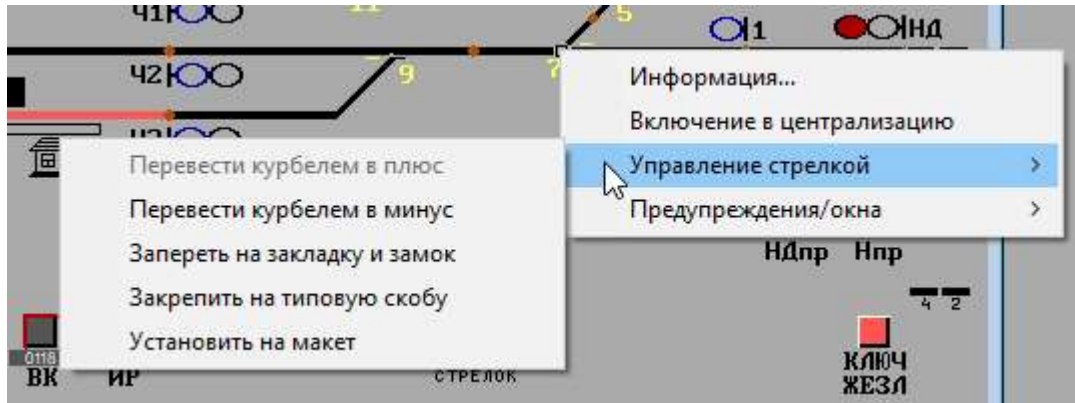 Ч1
11
5
1
НД
Ч2
9
7
Информация...
Включение в централизацию
Управление стрелкой
Предупреждения/окна
Перевести курбелем в плюс
Перевести курбелем в минус
Запереть на закладку и замок
Закрепить на типовую скобу
Установить на макет
НДпр Нпр
4 2
0118
ВК ИР СТРЕЛОК
КЛЮЧ
ЖЕЗЛ